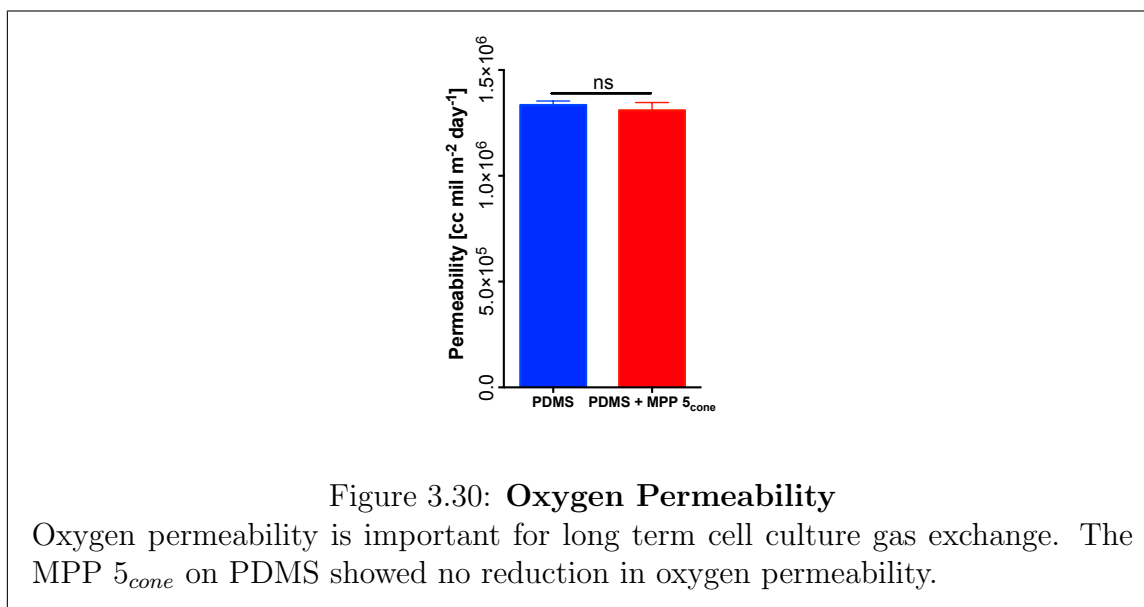 ns
1.5×10⁶
1.0×10⁶
5.0×10⁵
0.0
Permeability [cc mil m⁻² day⁻¹]
PDMS
PDMS + MPP 5cone
Figure 3.30: Oxygen Permeability
Oxygen permeability is important for long term cell culture gas exchange. The
MPP 5cone on PDMS showed no reduction in oxygen permeability.